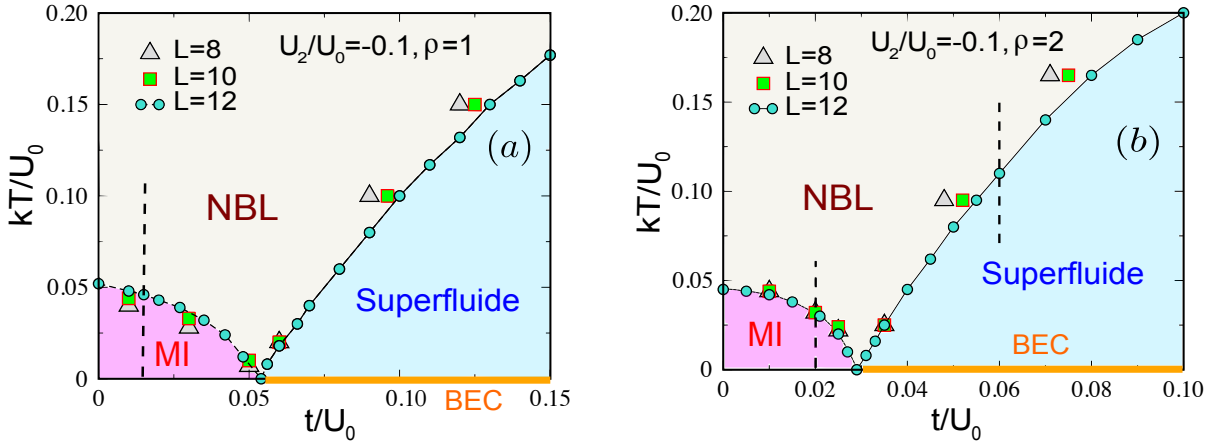 U₂/U₀=-0.1, ρ=1
L=8
L=10
L=12
(a)
NBL
Superfluide
MI
BEC
kT/U₀
0.20
0.15
0.10
0.05
0
0
0.05
0.10
0.15
t/U₀
U₂/U₀=-0.1, ρ=2
L=8
L=10
L=12
(b)
NBL
Superfluide
MI
BEC
kT/U₀
0.20
0.15
0.10
0.05
0
0.00
0.02
0.04
0.06
0.08
0.10
t/U₀